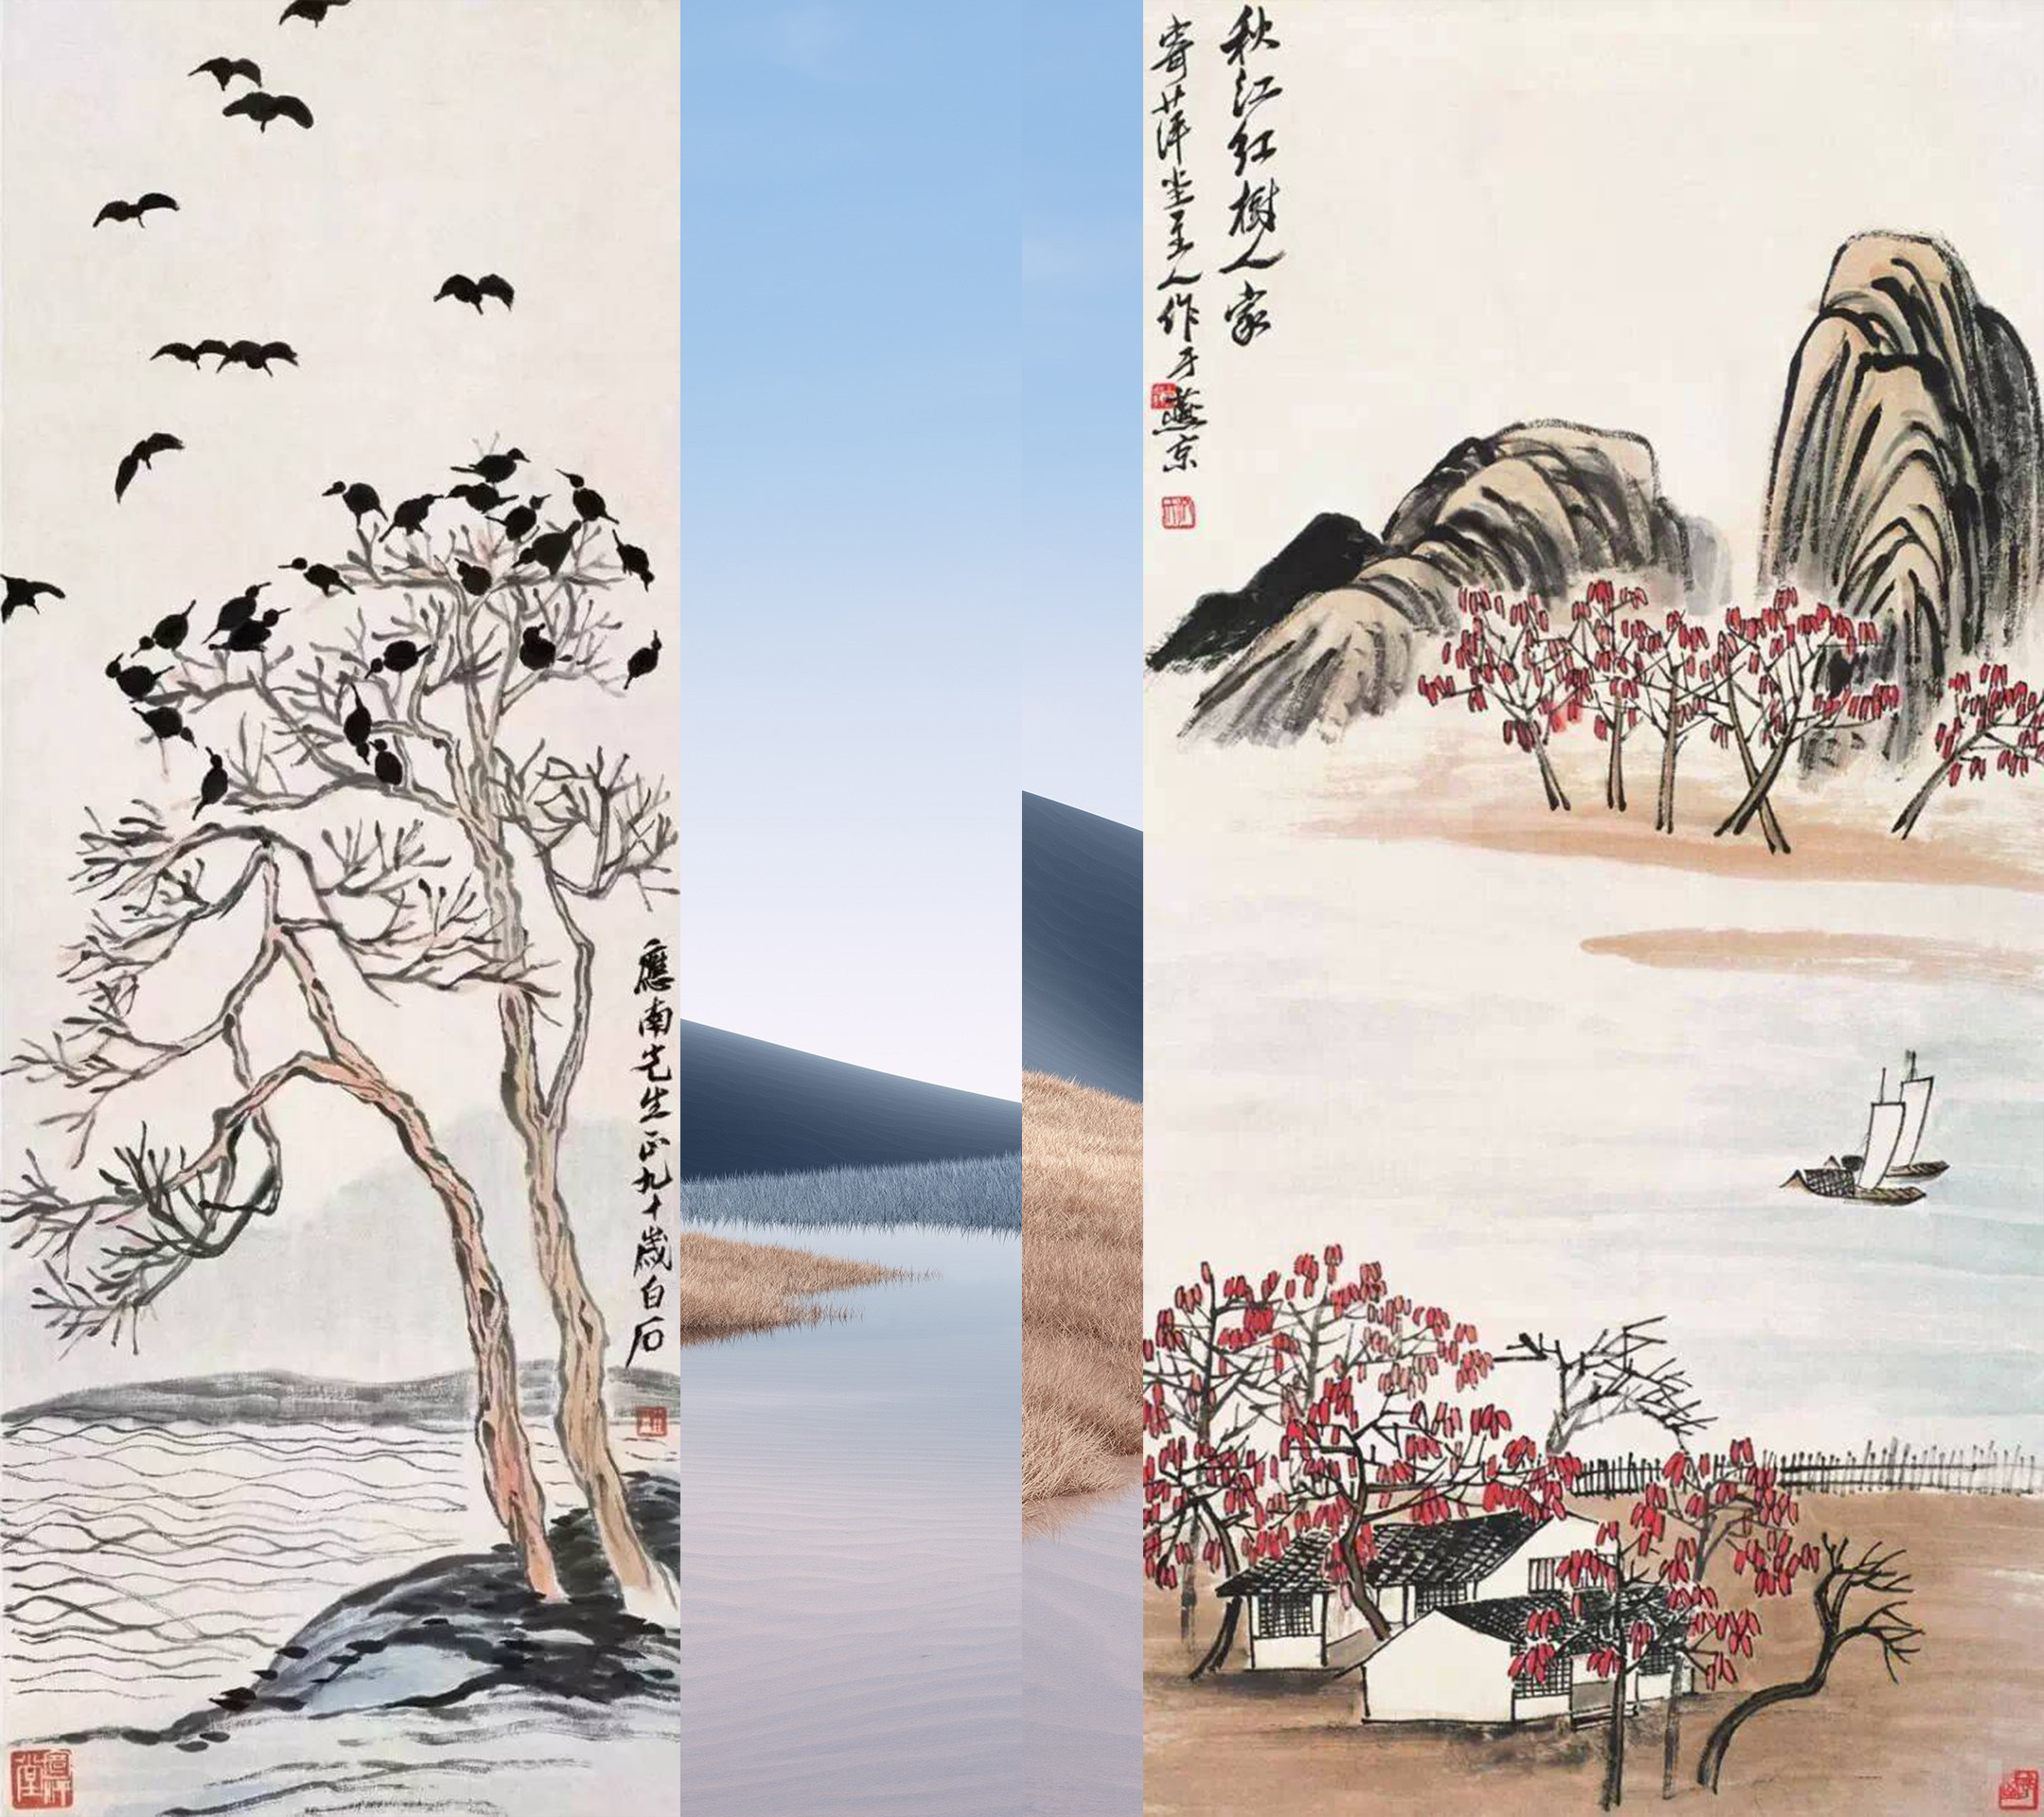 應南先生正九十歲白石
秋江紅樹人家
寄萍堂主人作于燕京